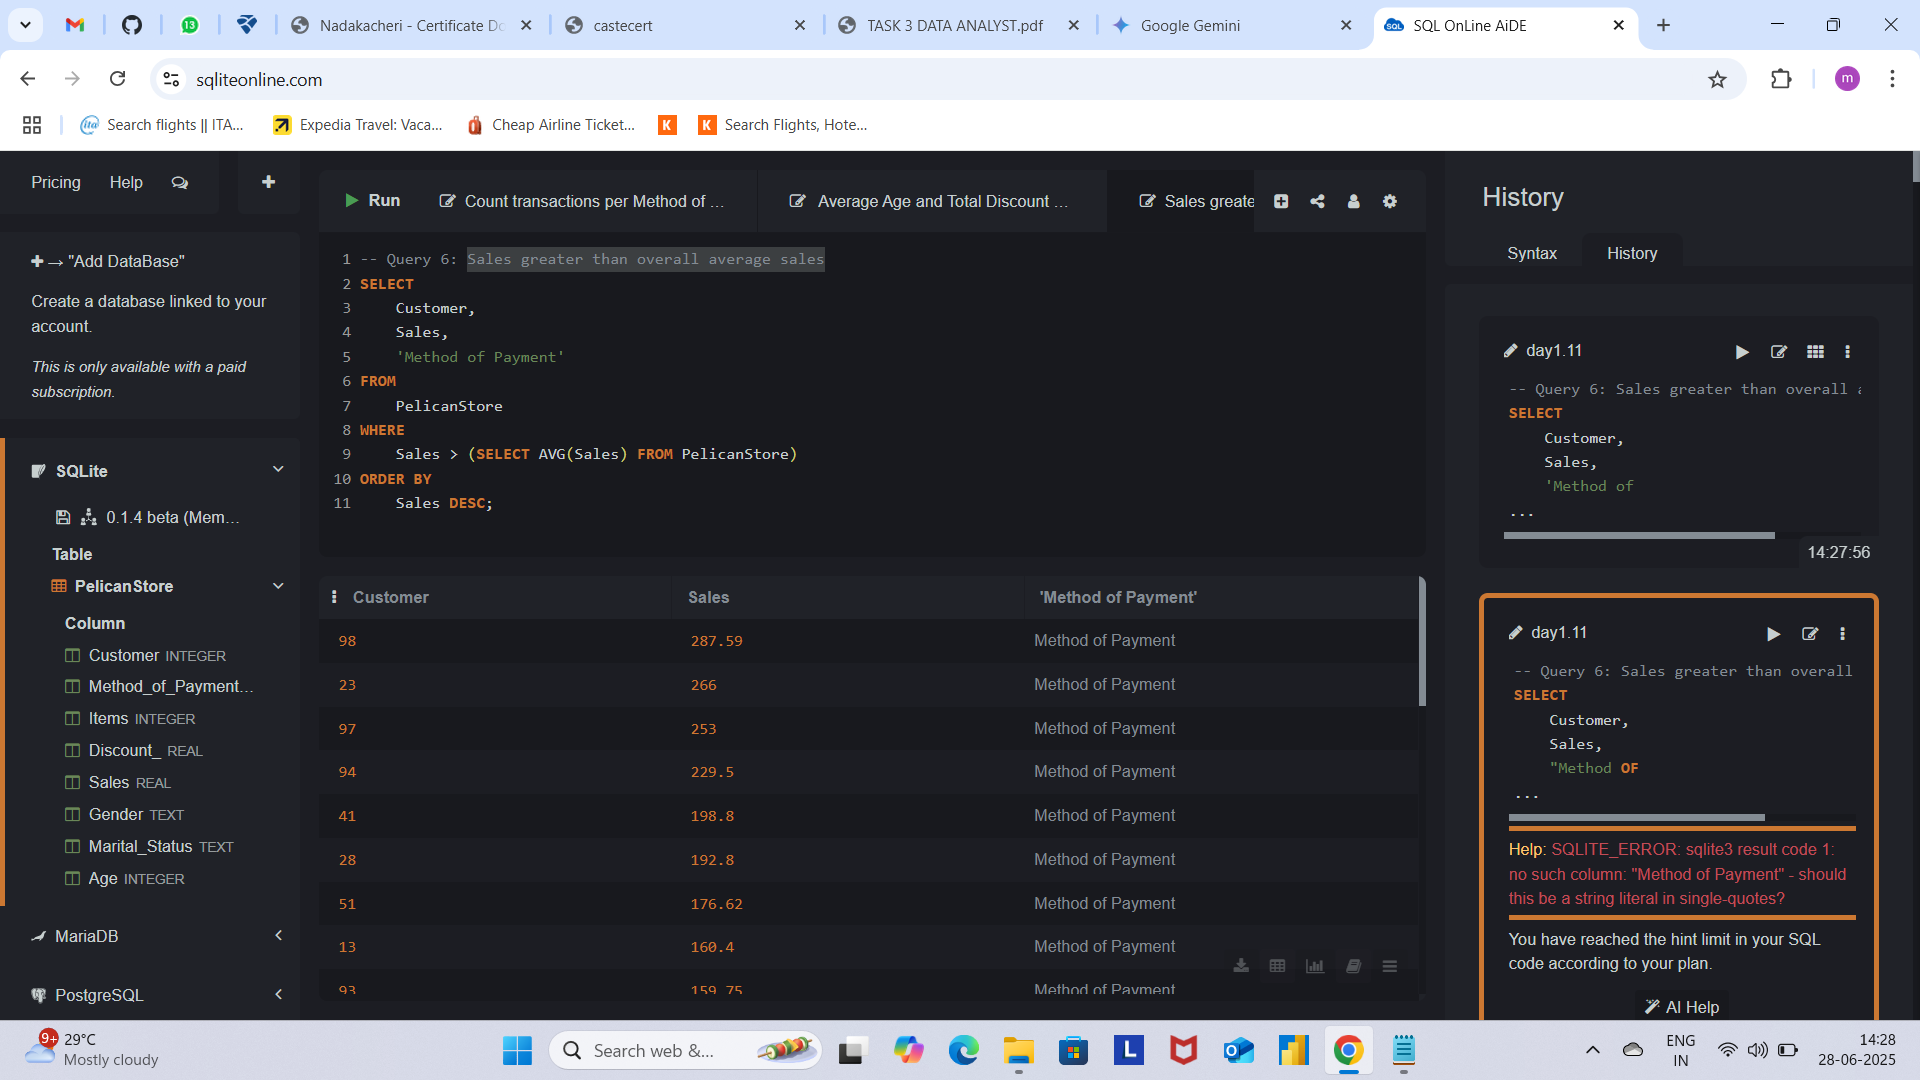 13
Nadakacheri - Certificate Do
castecert
TASK 3 DATA ANALYST.pdf
Google Gemini
SQL
SQL OnLine AiDE
sqliteonline.com
m
ita
Search flights || ITA...
Expedia Travel: Vaca...
Cheap Airline Ticket...
K
K
Search Flights, Hote...
Pricing
Help
"Add DataBase"
Create a database linked to your
account.
This is only available with a paid
subscription.
SQLite
0.1.4 beta (Mem...
Table
PelicanStore
Column
Customer INTEGER
Method_of_Payment...
Items INTEGER
Discount_ REAL
Sales REAL
Gender TEXT
Marital_Status TEXT
Age INTEGER
MariaDB
PostgreSQL
Run
Count transactions per Method of ...
Average Age and Total Discount ...
Sales greate
1 -- Query 6: Sales greater than overall average sales
2 SELECT
3 Customer,
4 Sales,
5 'Method of Payment'
6 FROM
7 PelicanStore
8 WHERE
9 Sales > (SELECT AVG(Sales) FROM PelicanStore)
10 ORDER BY
11 Sales DESC;
Customer Sales 'Method of Payment'
98 287.59 Method of Payment
23 266 Method of Payment
97 253 Method of Payment
94 229.5 Method of Payment
41 198.8 Method of Payment
28 192.8 Method of Payment
51 176.62 Method of Payment
13 160.4 Method of Payment
93 159.75 Method of Payment
History
Syntax
History
day1.11
-- Query 6: Sales greater than overall a
SELECT
Customer,
Sales,
'Method of
...
14:27:56
day1.11
-- Query 6: Sales greater than overall
SELECT
Customer,
Sales,
"Method OF
...
Help: SQLITE_ERROR: sqlite3 result code 1:
no such column: "Method of Payment" - should
this be a string literal in single-quotes?
You have reached the hint limit in your SQL
code according to your plan.
AI Help
9+
29°C
Mostly cloudy
Search web &...
L
ENG
IN
14:28
28-06-2025